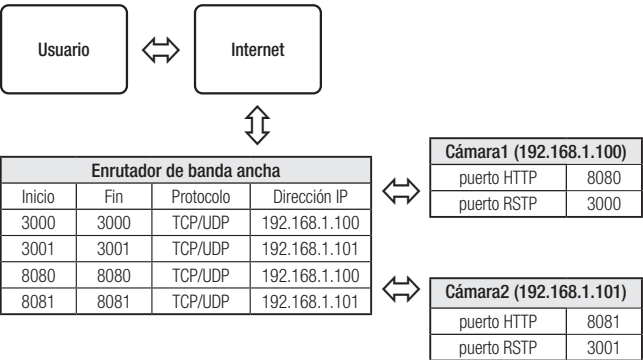 Usuario
Internet
Enrutador de banda ancha
Inicio Fin Protocolo Dirección IP
3000 3000 TCP/UDP 192.168.1.100
3001 3001 TCP/UDP 192.168.1.101
8080 8080 TCP/UDP 192.168.1.100
8081 8081 TCP/UDP 192.168.1.101
Cámara1 (192.168.1.100)
puerto HTTP 8080
puerto RSTP 3000
Cámara2 (192.168.1.101)
puerto HTTP 8081
puerto RSTP 3001